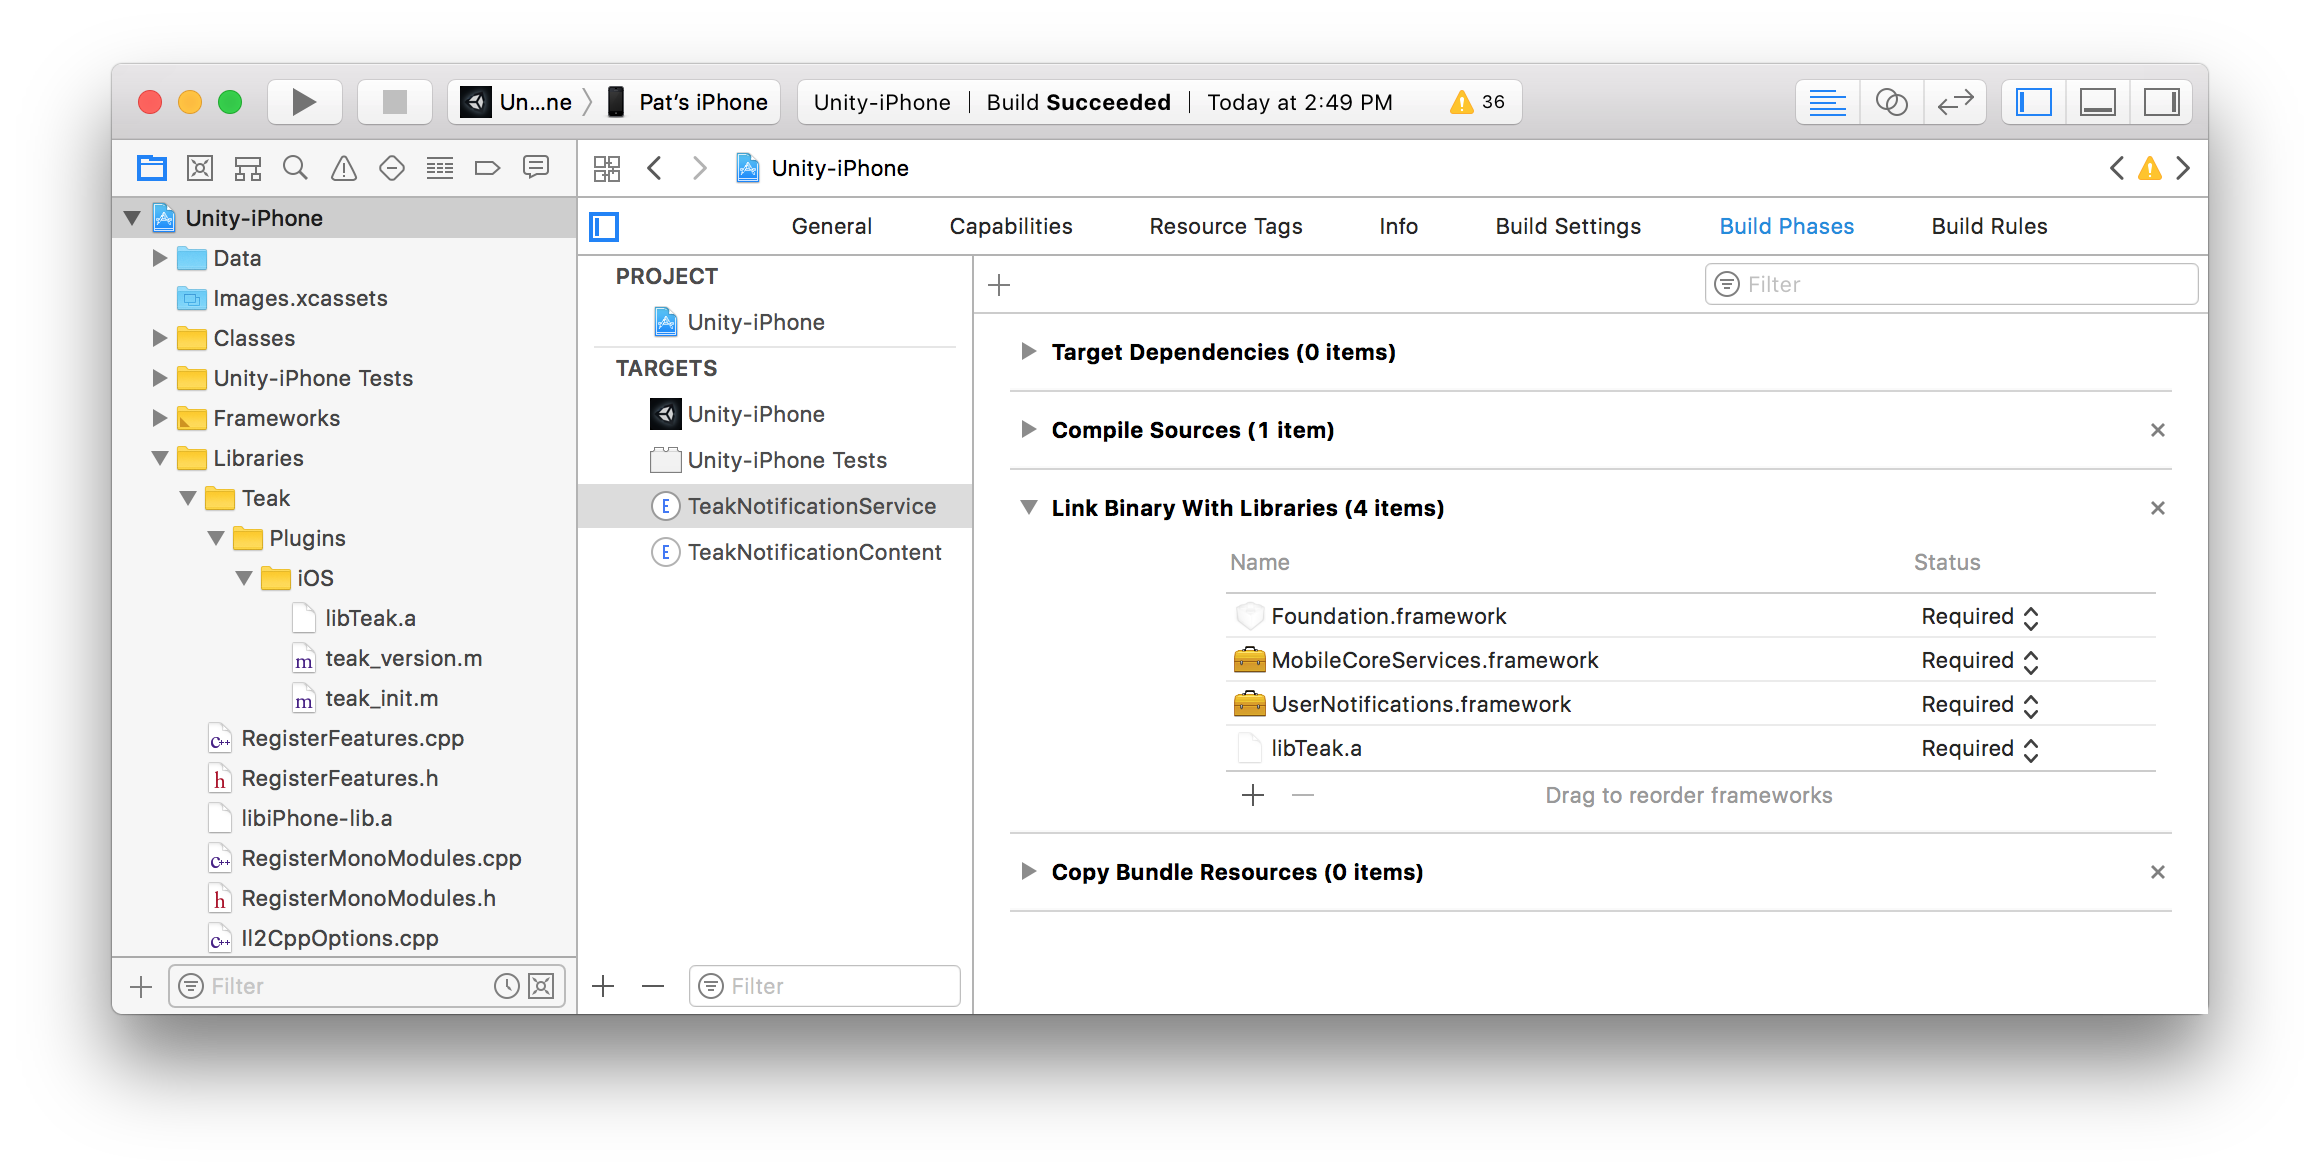 Un...ne Pat's iPhone Unity-iPhone Build Succeeded Today at 2:49 PM 36
Unity-iPhone
General Capabilities Resource Tags Info Build Settings Build Phases Build Rules
Unity-iPhone
Data
Images.xcassets
Classes
Unity-iPhone Tests
Frameworks
Libraries
Teak
Plugins
iOS
libTeak.a
m teak_version.m
m teak_init.m
C++ RegisterFeatures.cpp
h RegisterFeatures.h
libiPhone-lib.a
C++ RegisterMonoModules.cpp
h RegisterMonoModules.h
C++ Il2CppOptions.cpp
Filter
PROJECT
Unity-iPhone
TARGETS
Unity-iPhone
Unity-iPhone Tests
E TeakNotificationService
E TeakNotificationContent
Filter
Filter
Target Dependencies (0 items)
Compile Sources (1 item)
Link Binary With Libraries (4 items)
Name Status
Foundation.framework Required
MobileCoreServices.framework Required
UserNotifications.framework Required
libTeak.a Required
Drag to reorder frameworks
Copy Bundle Resources (0 items)